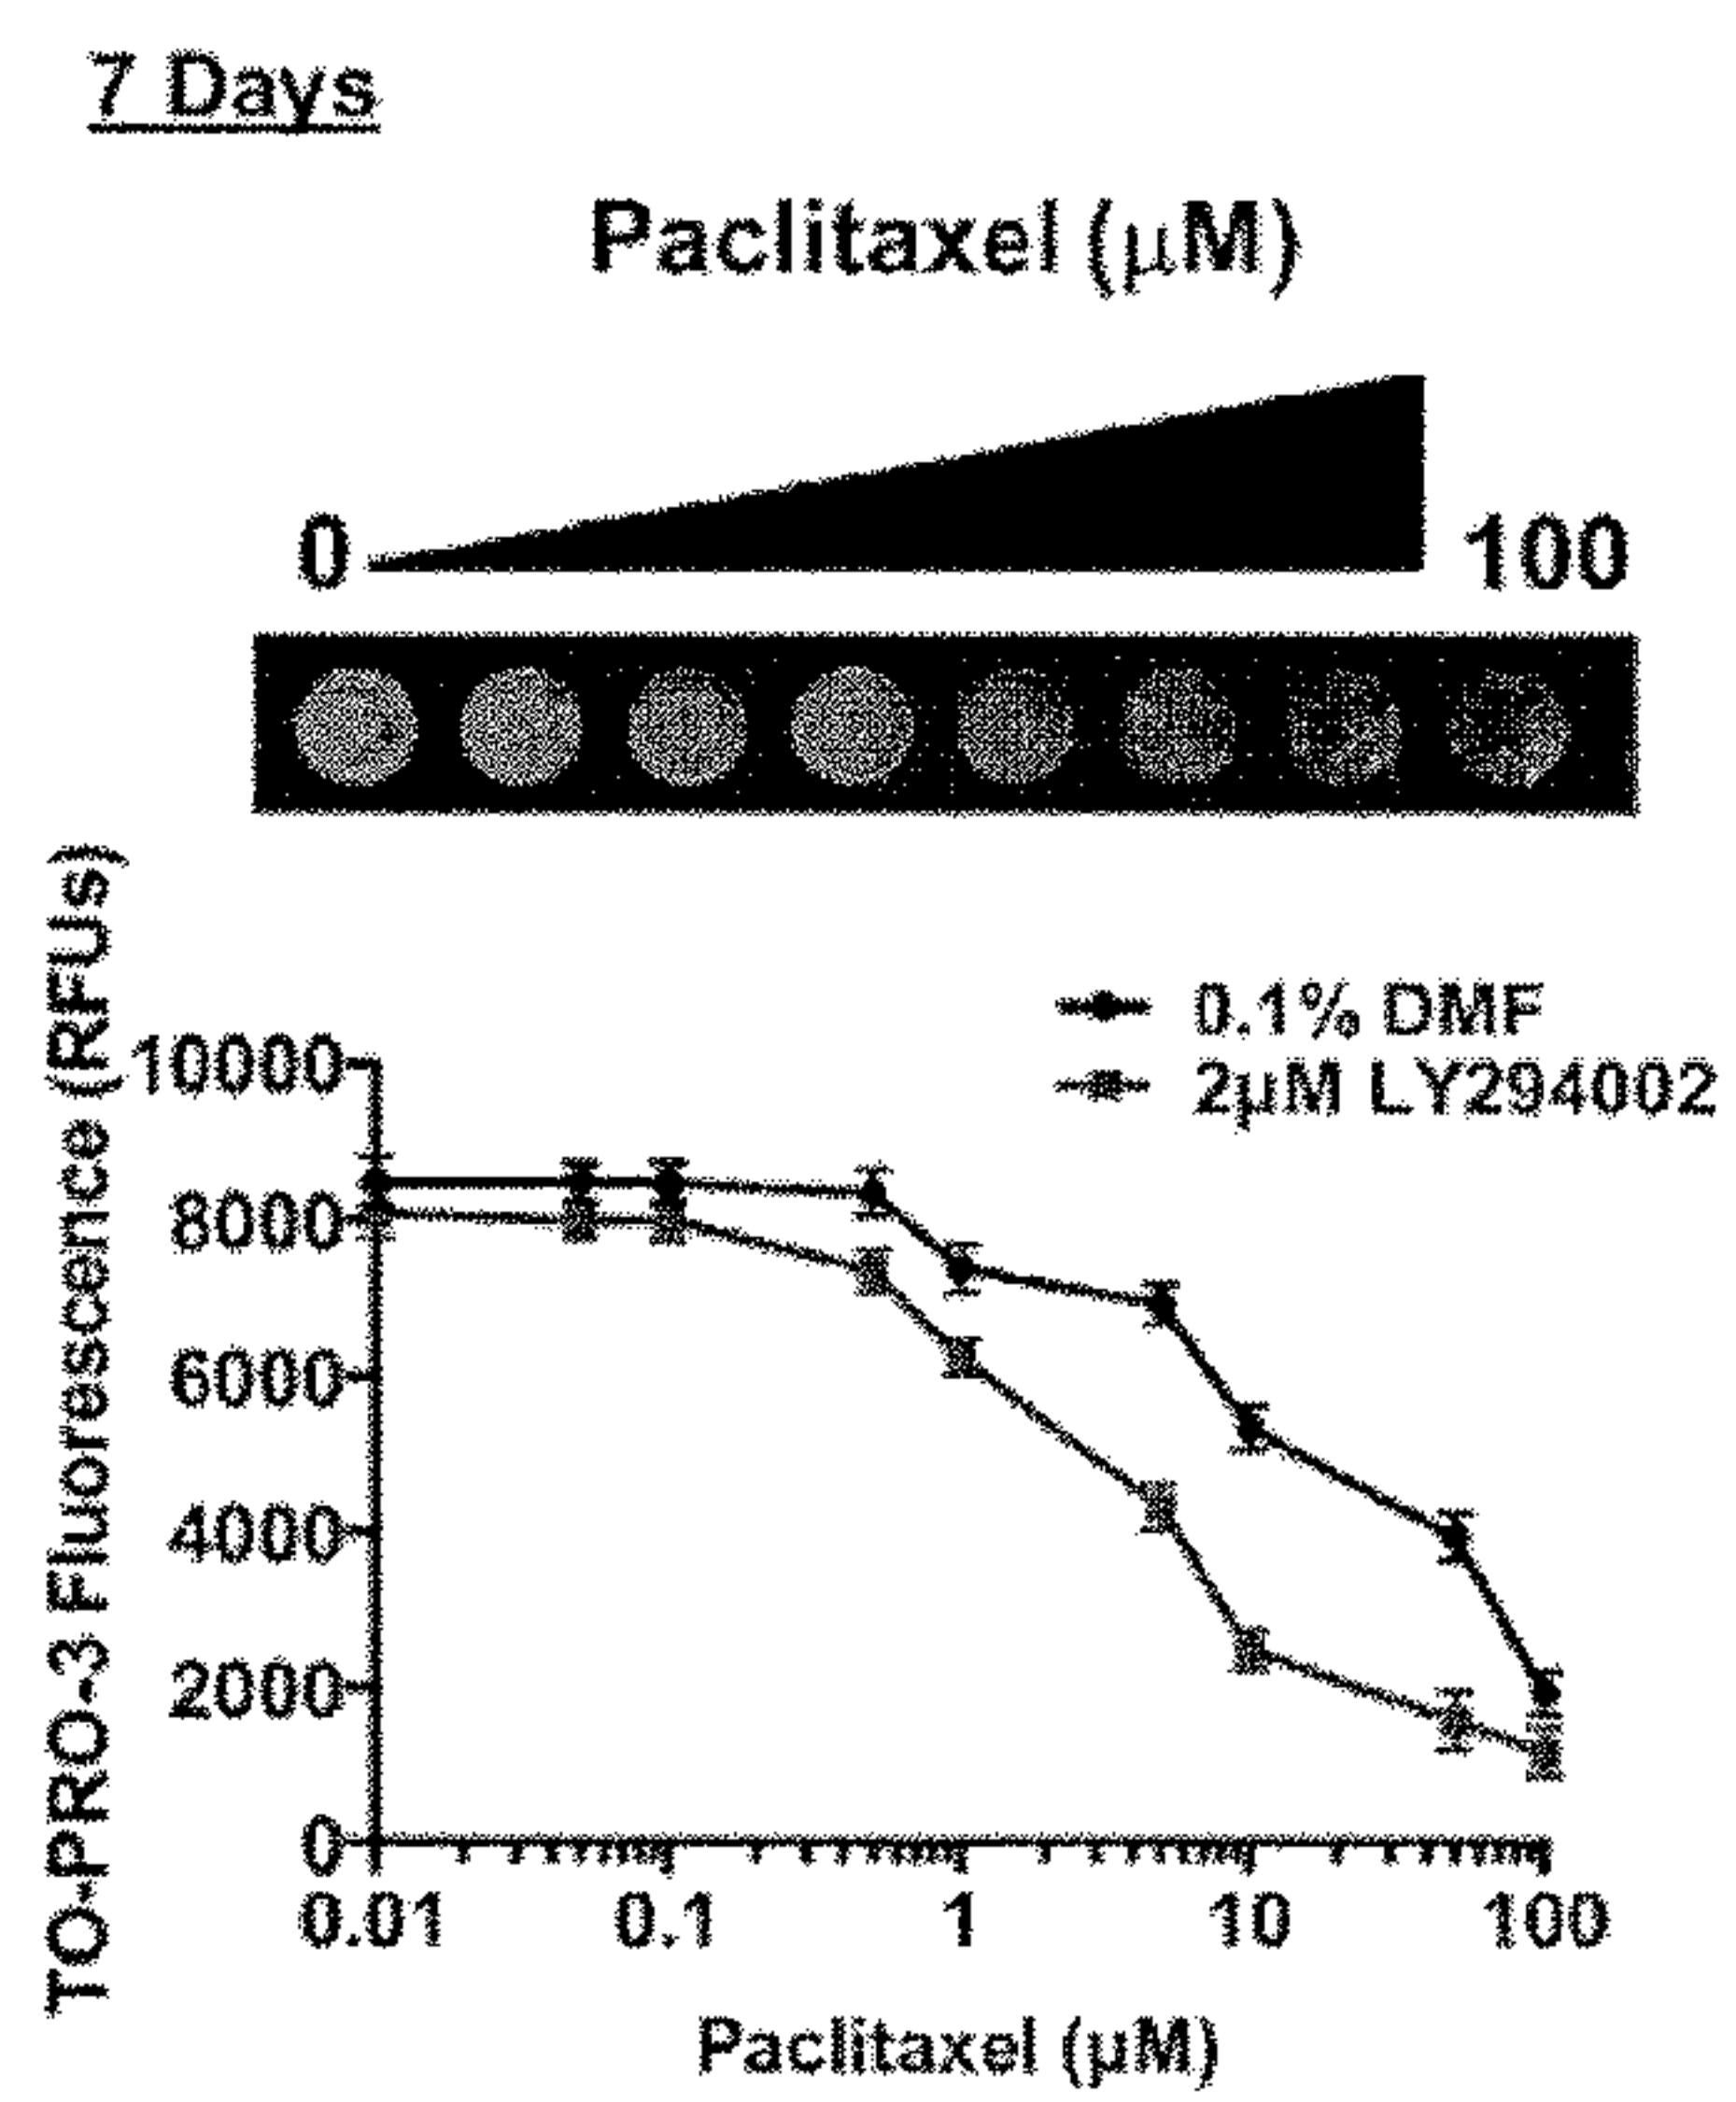 7 Days
Paclitaxel (µM)
0
100
TO-PRO-3 Fluorescence (RFUs)
0.1% DMF
2µM LY294002
10000
8000
6000
4000
2000
0
0.01 0.1 1 10 100
Paclitaxel (µM)